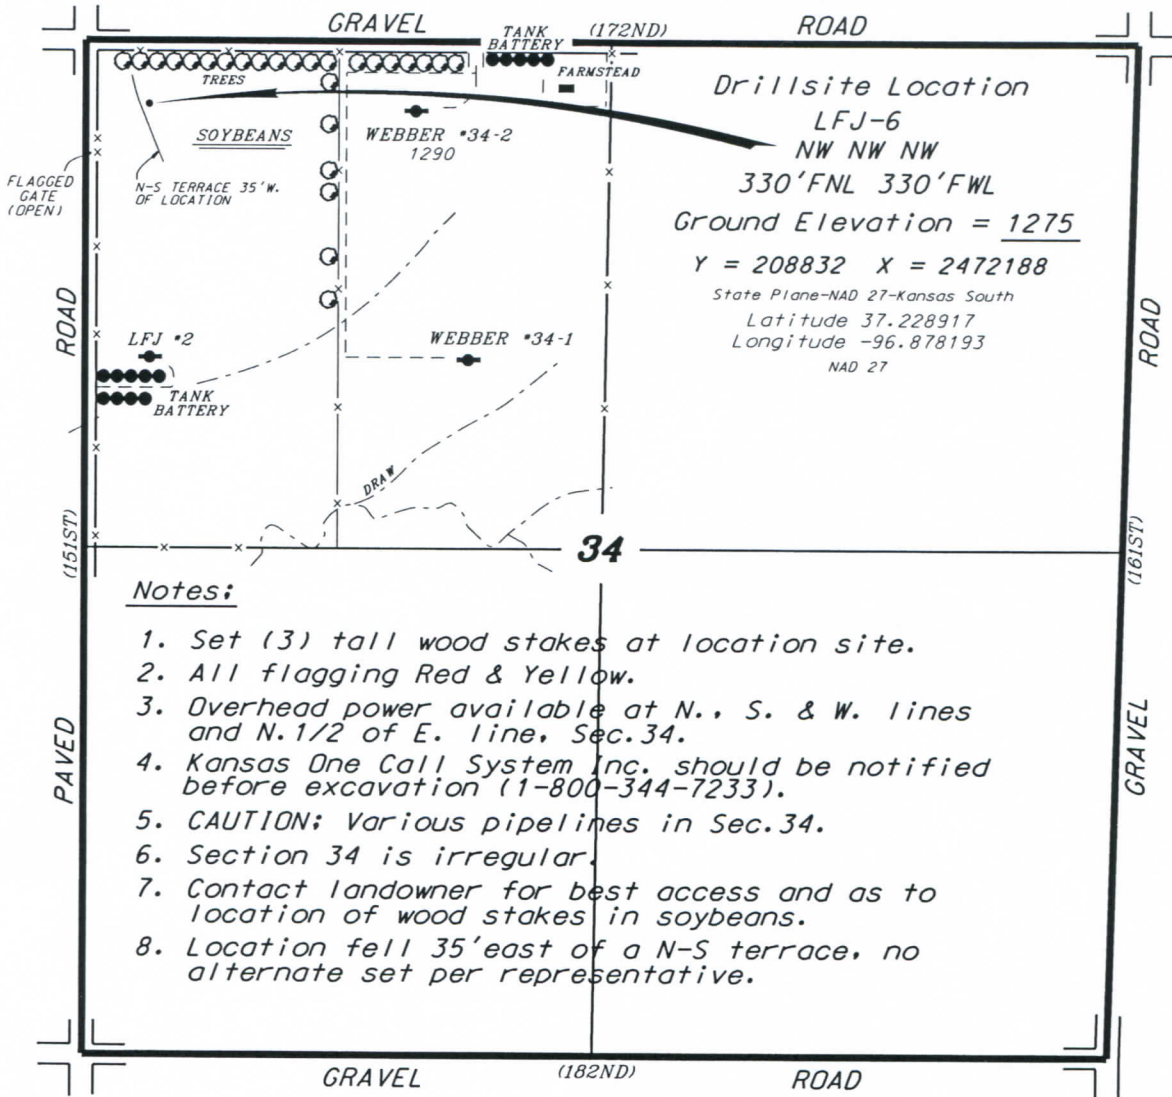 GRAVEL (172ND) ROAD
TANK
BATTERY
FARMSTEAD
TREES
SOYBEANS
WEBBER #34-2
1290
FLAGGED
GATE
(OPEN)
N-S TERRACE 35'W.
OF LOCATION
Drillsite Location
LFJ-6
NW NW NW
330'FNL 330'FWL
Ground Elevation = 1275
Y = 208832 X = 2472188
State Plane-NAD 27-Kansas South
Latitude 37.228917
Longitude -96.878193
NAD 27
ROAD
ROAD
LFJ #2
WEBBER #34-1
TANK
BATTERY
DRAW
(151ST)
34
(161ST)
Notes:
1. Set (3) tall wood stakes at location site.
2. All flagging Red & Yellow.
3. Overhead power available at N., S. & W. lines
and N.1/2 of E. line, Sec.34.
4. Kansas One Call System Inc. should be notified
before excavation (1-800-344-7233).
5. CAUTION: Various pipelines in Sec.34.
6. Section 34 is irregular.
7. Contact landowner for best access and as to
location of wood stakes in soybeans.
8. Location fell 35'east of a N-S terrace, no
alternate set per representative.
PAVED
GRAVEL
GRAVEL (182ND) ROAD